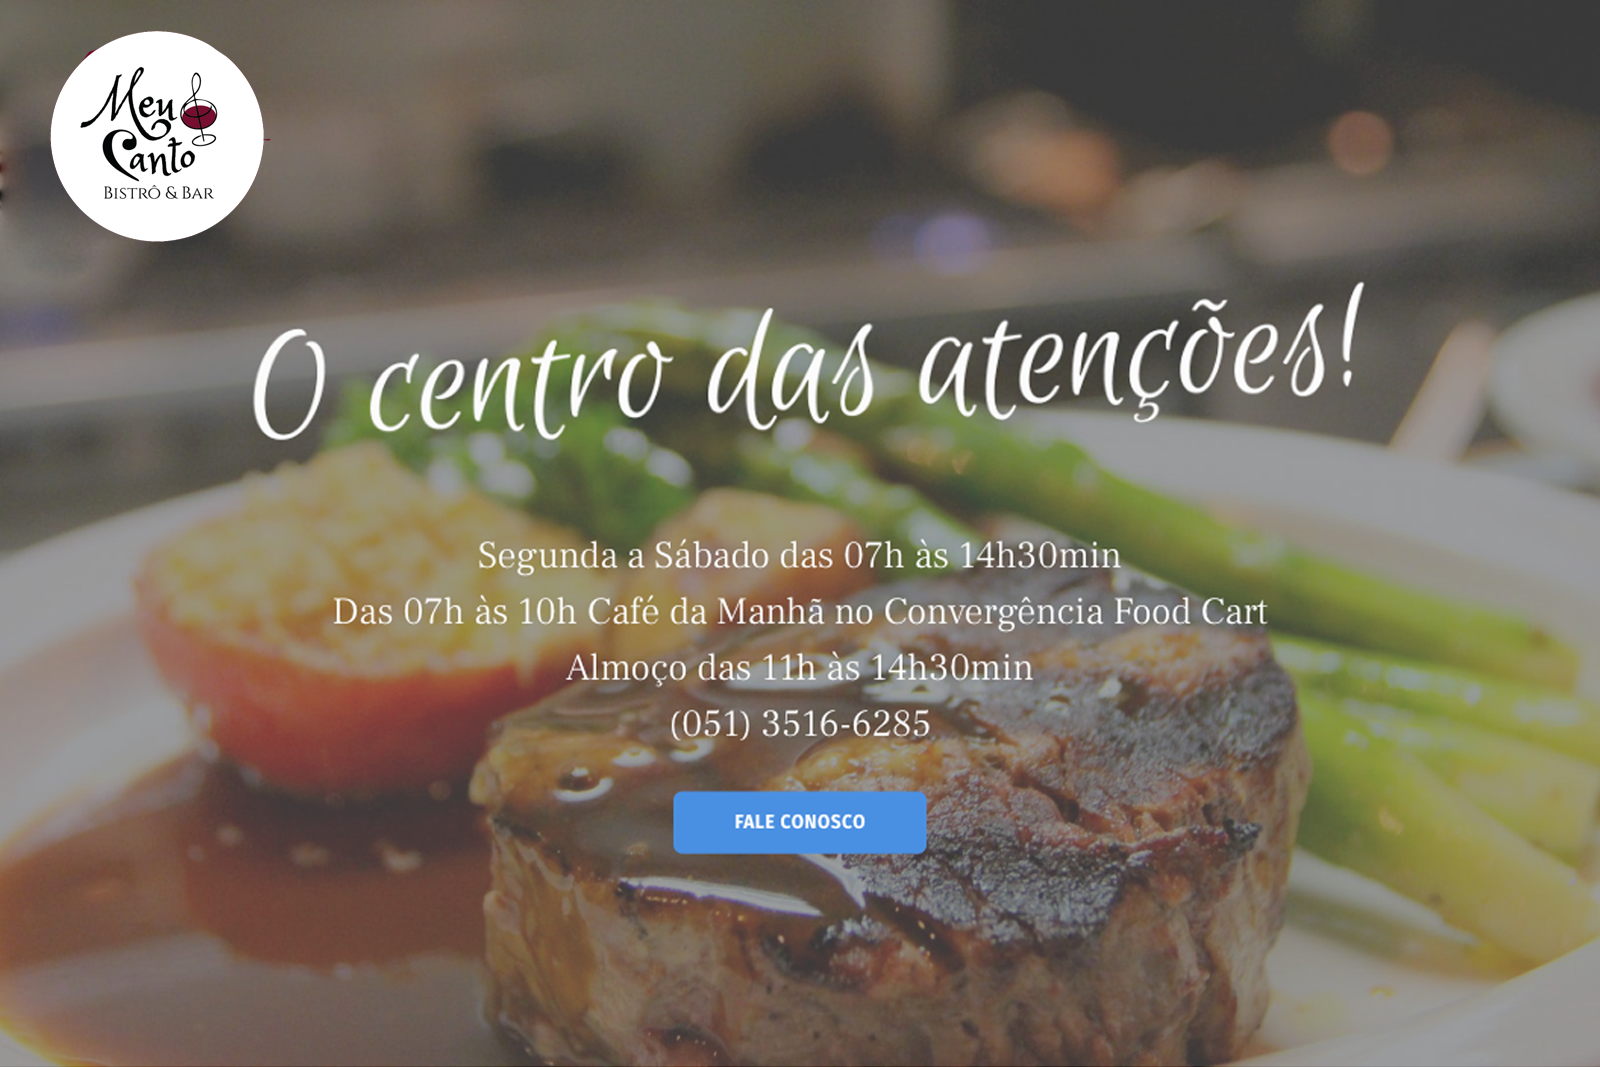 Meu
Canto
BISTRÔ & BAR
O centro das atenções!
Segunda a Sábado das 07h às 14h30min
Das 07h às 10h Café da Manhã no Convergência Food Cart
Almoço das 11h às 14h30min
(051) 3516-6285
FALE CONOSCO